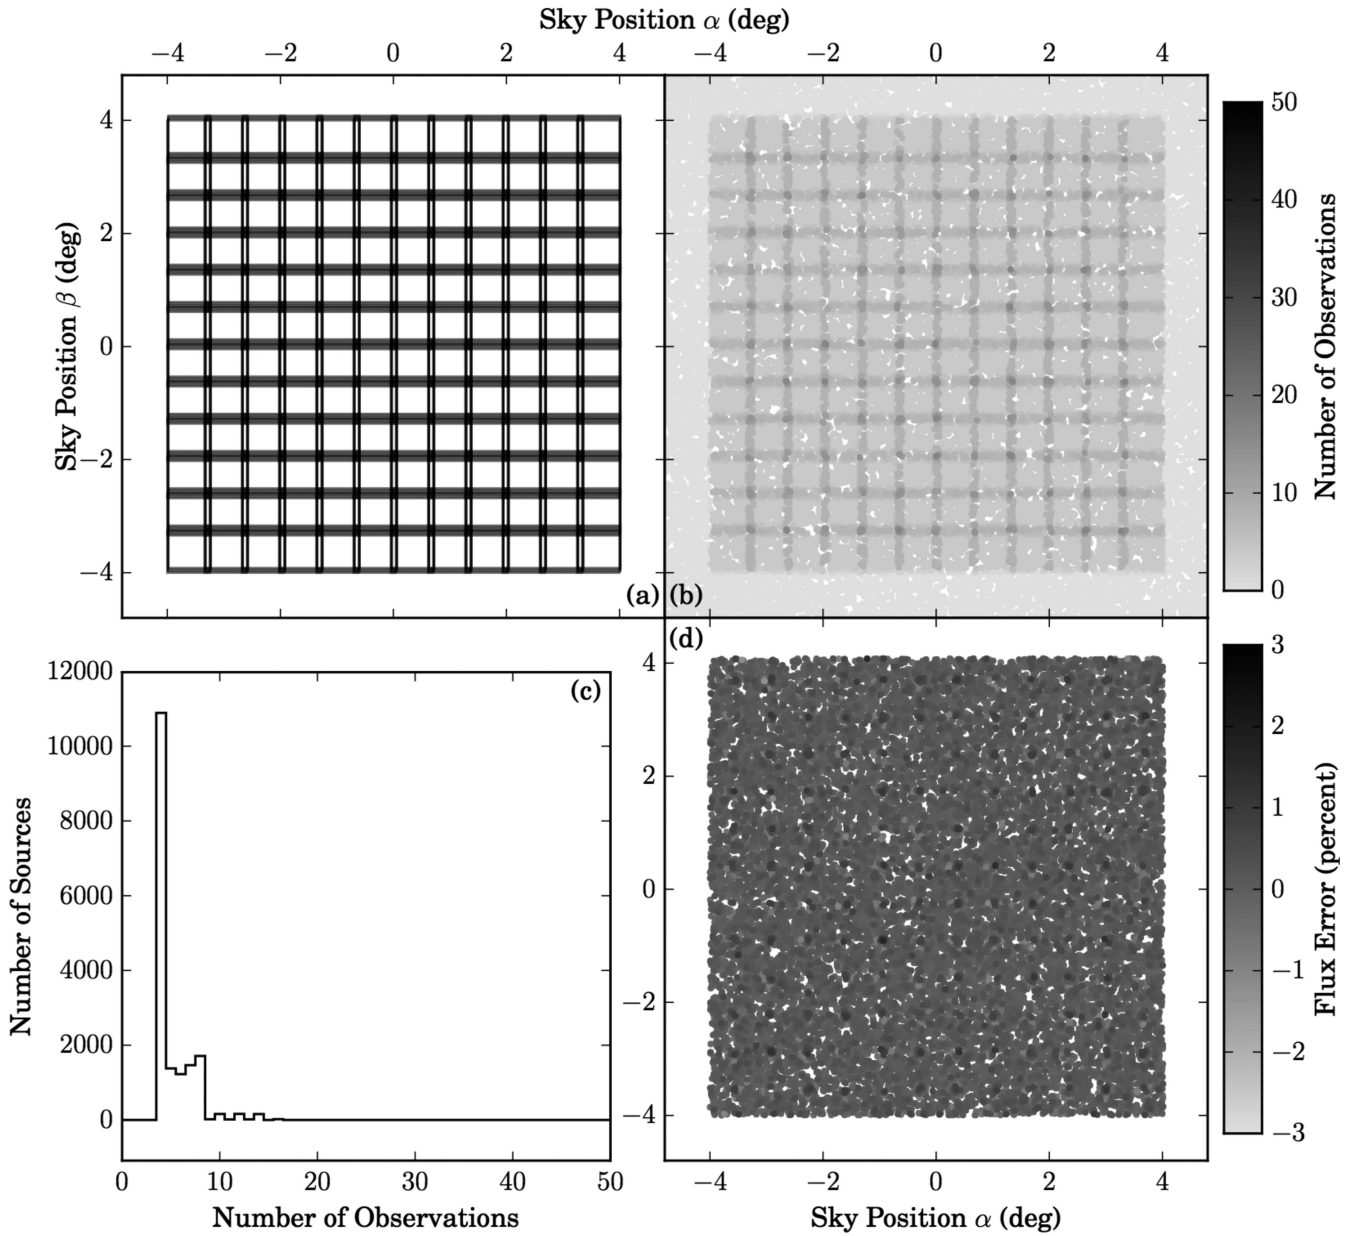 Sky Position α (deg)
−4 −2 0 2 4 −4 −2 0 2 4
Sky Position β (deg)
4
2
0
−2
−4
(a) (b)
50
40
30
20
10
0
Number of Observations
12000
10000
8000
6000
4000
2000
0
Number of Sources
(c)
0 10 20 30 40 50
Number of Observations
(d)
4
2
0
−2
−4
−4 −2 0 2 4
Sky Position α (deg)
3
2
1
0
−1
−2
−3
Flux Error (percent)